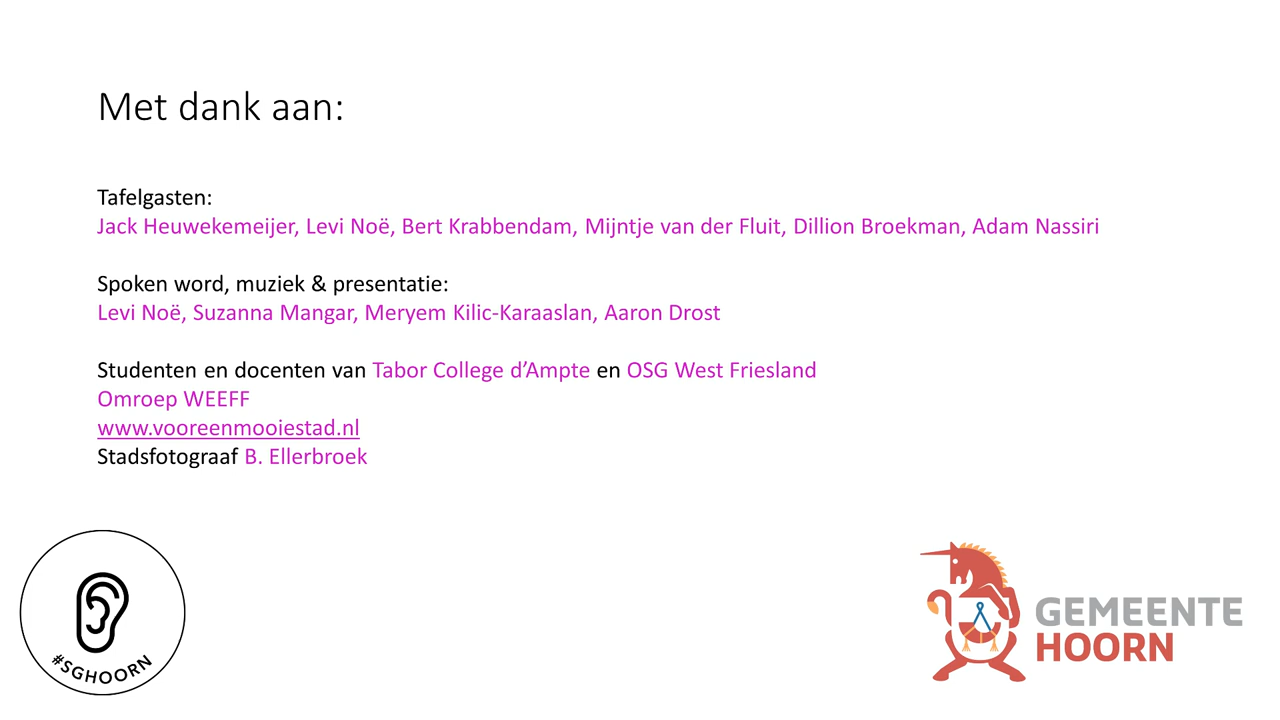 Met dank aan:
Tafelgasten:
Jack Heuwekemeijer, Levi Noë, Bert Krabbendam, Mijntje van der Fluit, Dillion Broekman, Adam Nassiri
Spoken word, muziek & presentatie:
Levi Noë, Suzanna Mangar, Meryem Kilic-Karaaslan, Aaron Drost
Studenten en docenten van Tabor College d’Ampte en OSG West Friesland
Omroep WEEFF
www.vooreenmooiestad.nl
Stadsfotograaf B. Ellerbroek
#SGHOORN
GEMEENTE
HOORN